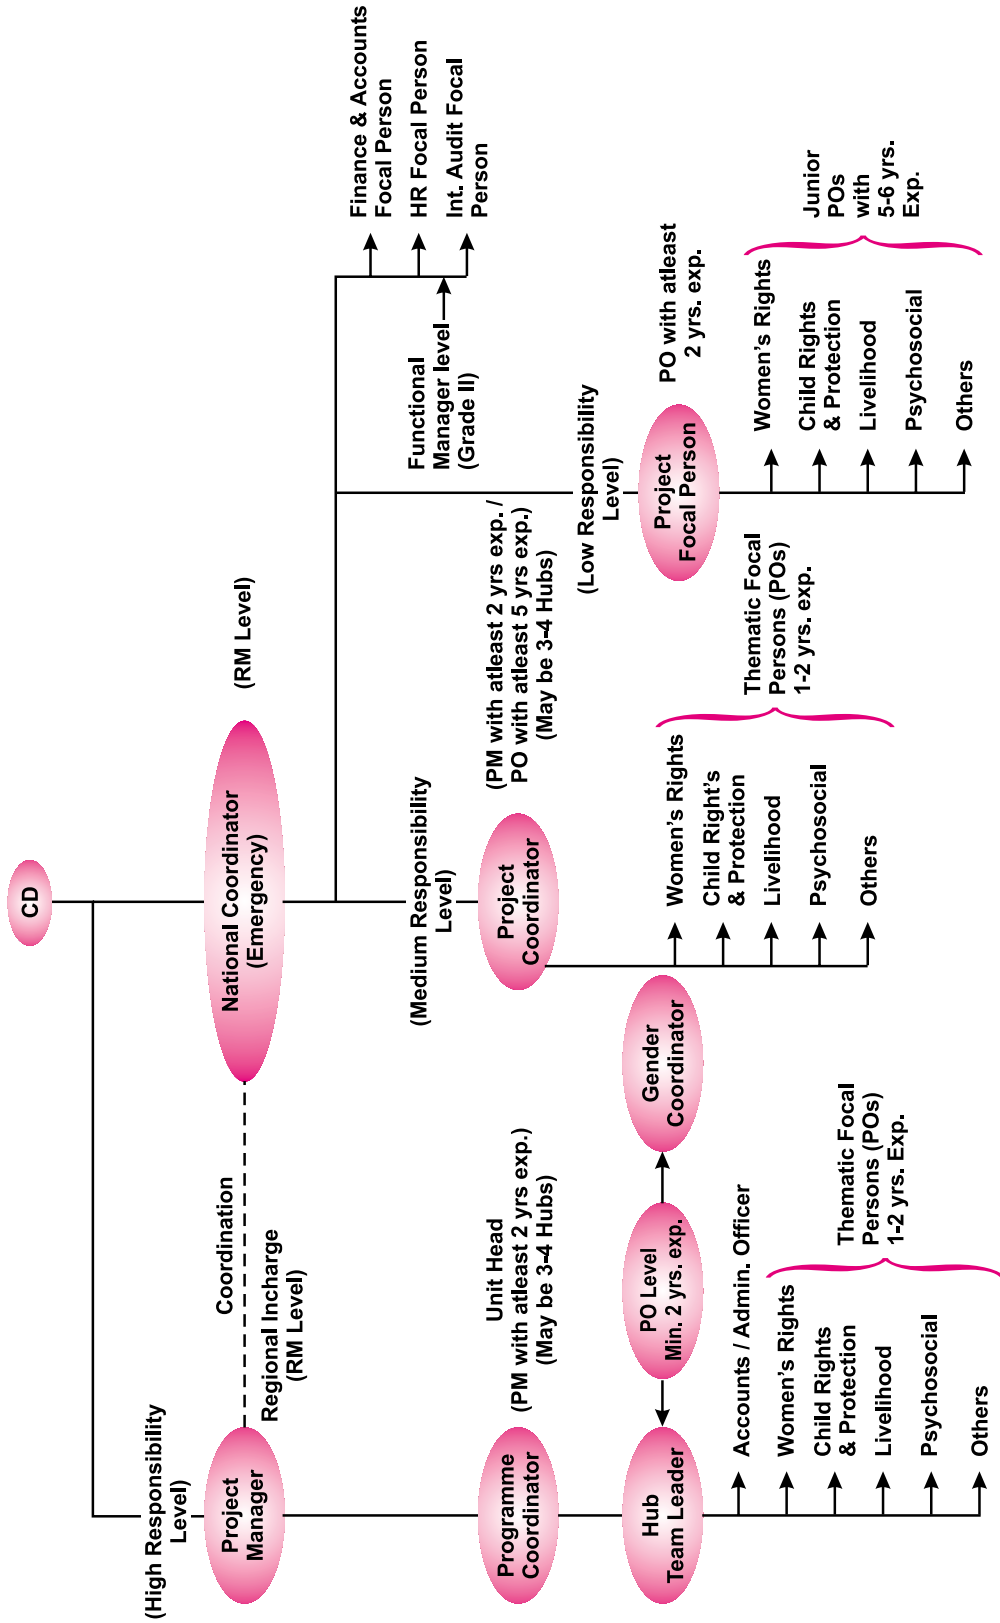 CD
(High Responsibility
Level)
Project
Manager
Coordination
Regional Incharge
(RM Level)
National Coordinator
(Emergency)
(RM Level)
Finance & Accounts
Focal Person
HR Focal Person
Int. Audit Focal
Person
Functional
Manager level
(Grade II)
Programme
Coordinator
Unit Head
(PM with atleast 2 yrs exp.)
(May be 3-4 Hubs)
(Medium Responsibility
Level)
Project
Coordinator
(PM with atleast 2 yrs exp. /
PO with atleast 5 yrs exp.)
(May be 3-4 Hubs)
(Low Responsibility
Level)
Project
Focal Person
PO with atleast
2 yrs. exp.
Hub
Team Leader
PO Level
Min. 2 yrs. exp.
Gender
Coordinator
Accounts / Admin. Officer
Women's Rights
Child Rights
& Protection
Livelihood
Psychosocial
Others
Thematic Focal
Persons (POs)
1-2 yrs. Exp.
Women's Rights
Child Right's
& Protection
Livelihood
Psychosocial
Others
Thematic Focal
Persons (POs)
1-2 yrs. exp.
Women's Rights
Child Rights
& Protection
Livelihood
Psychosocial
Others
Junior
POs
with
5-6 yrs.
Exp.